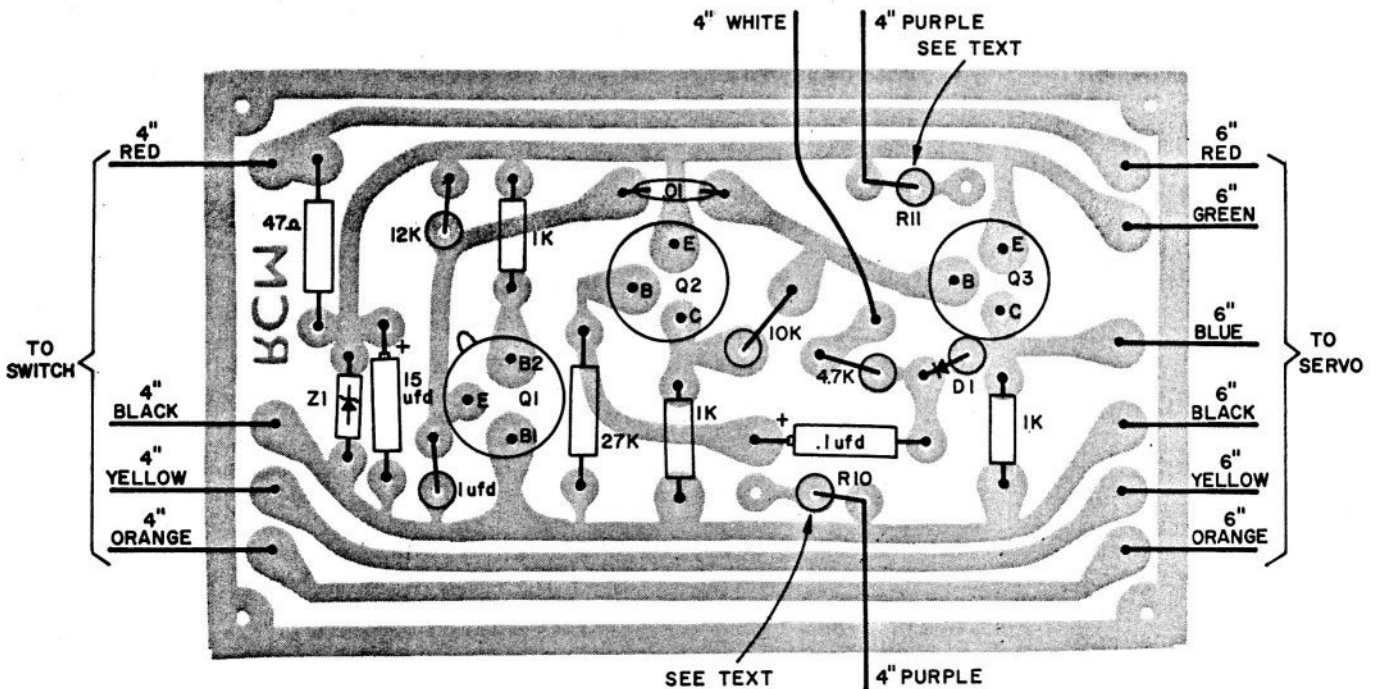 4" WHITE
4" PURPLE
SEE TEXT
4"
RED
6"
RED
47Ω
12K
1K
.01
R11
6"
GREEN
E
B
Q2
C
E
B
Q3
C
RCM
10K
6"
BLUE
TO
SWITCH
TO
SERVO
+
15
ufd
Z1
B2
E
Q1
B1
4.7K
D1
4"
BLACK
27K
1K
+
.1ufd
1K
6"
BLACK
4"
YELLOW
1ufd
R10
6"
YELLOW
4"
ORANGE
6"
ORANGE
SEE TEXT
4" PURPLE